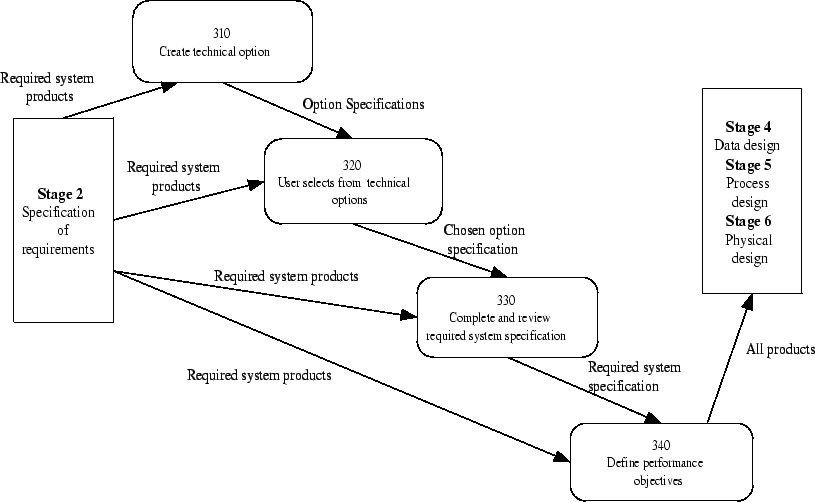 310
Create technical option
Required system
products
Option Specifications
Stage 2
Specification
of
requirements
Required system
products
320
User selects from technical
options
Stage 4
Data design
Stage 5
Process
design
Stage 6
Physical
design
Chosen option
specification
Required system products
330
Complete and review
required system specification
All products
Required system products
Required system
specification
340
Define performance
objectives